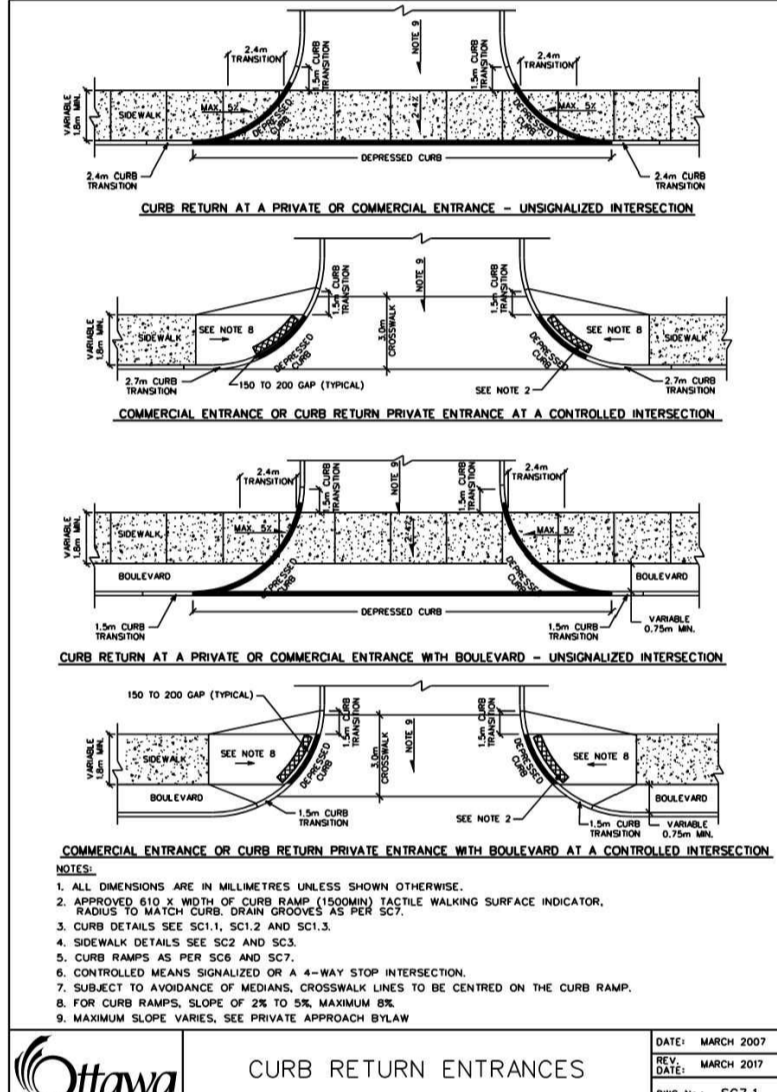 2.4m
TRANSITION
1.5m CURB
TRANSITION
NOTE 9
1.5m CURB
TRANSITION
2.4m
TRANSITION
VARIABLE
1.8m MIN.
SIDEWALK
MAX. 5%
DEPRESSED
CURB
2-4%
DEPRESSED
CURB
MAX. 5%
DEPRESSED CURB
2.4m CURB
TRANSITION
2.4m CURB
TRANSITION
CURB RETURN AT A PRIVATE OR COMMERCIAL ENTRANCE - UNSIGNALIZED INTERSECTION
VARIABLE
1.8m MIN.
SIDEWALK
SEE NOTE 8
1.5m CURB
TRANSITION
DEPRESSED
CURB
3.0m
CROSSWALK
NOTE 9
1.5m CURB
TRANSITION
DEPRESSED
CURB
SEE NOTE 8
SIDEWALK
2.7m CURB
TRANSITION
150 TO 200 GAP (TYPICAL)
SEE NOTE 2
2.7m CURB
TRANSITION
COMMERCIAL ENTRANCE OR CURB RETURN PRIVATE ENTRANCE AT A CONTROLLED INTERSECTION
2.4m
TRANSITION
1.5m CURB
TRANSITION
NOTE 9
1.5m CURB
TRANSITION
2.4m
TRANSITION
VARIABLE
1.8m MIN.
SIDEWALK
MAX. 5%
2-4%
MAX. 5%
BOULEVARD
DEPRESSED
CURB
DEPRESSED
CURB
BOULEVARD
DEPRESSED CURB
1.5m CURB
TRANSITION
1.5m CURB
TRANSITION
VARIABLE
0.75m MIN.
CURB RETURN AT A PRIVATE OR COMMERCIAL ENTRANCE WITH BOULEVARD - UNSIGNALIZED INTERSECTION
150 TO 200 GAP (TYPICAL)
VARIABLE
1.8m MIN.
SIDEWALK
SEE NOTE 8
DEPRESSED
CURB
1.5m CURB
TRANSITION
3.0m
CROSSWALK
NOTE 9
1.5m CURB
TRANSITION
DEPRESSED
CURB
SEE NOTE 8
BOULEVARD
BOULEVARD
1.5m CURB
TRANSITION
SEE NOTE 2
1.5m CURB
TRANSITION
VARIABLE
0.75m MIN.
COMMERCIAL ENTRANCE OR CURB RETURN PRIVATE ENTRANCE WITH BOULEVARD AT A CONTROLLED INTERSECTION
NOTES:
1. ALL DIMENSIONS ARE IN MILLIMETRES UNLESS SHOWN OTHERWISE.
2. APPROVED 610 X WIDTH OF CURB RAMP (1500MIN) TACTILE WALKING SURFACE INDICATOR,
RADIUS TO MATCH CURB. DRAIN GROOVES AS PER SC7.
3. CURB DETAILS SEE SC1.1, SC1.2 AND SC1.3.
4. SIDEWALK DETAILS SEE SC2 AND SC3.
5. CURB RAMPS AS PER SC6 AND SC7.
6. CONTROLLED MEANS SIGNALIZED OR A 4-WAY STOP INTERSECTION.
7. SUBJECT TO AVOIDANCE OF MEDIANS, CROSSWALK LINES TO BE CENTRED ON THE CURB RAMP.
8. FOR CURB RAMPS, SLOPE OF 2% TO 5%, MAXIMUM 8%.
9. MAXIMUM SLOPE VARIES, SEE PRIVATE APPROACH BYLAW
Ottawa
CURB RETURN ENTRANCES
DATE: MARCH 2007
REV.
DATE: MARCH 2017